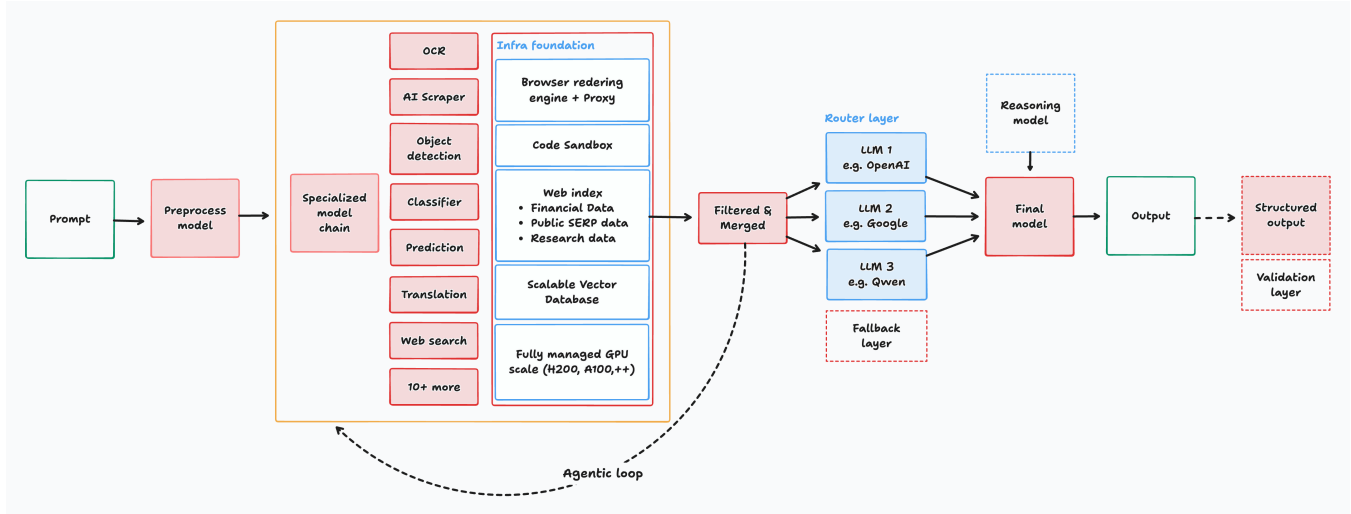 Prompt
Preprocess
model
Specialized
model
chain
OCR
AI Scraper
Object
detection
Classifier
Prediction
Translation
Web search
10+ more
Infra foundation
Browser redering
engine + Proxy
Code Sandbox
Web index
• Financial Data
• Public SERP data
• Research data
Scalable Vector
Database
Fully managed GPU
scale (H200, A100,++)
Agentic loop
Filtered &
Merged
Router layer
LLM 1
e.g. OpenAI
LLM 2
e.g. Google
LLM 3
e.g. Qwen
Fallback
layer
Reasoning
model
Final
model
Output
Structured
output
Validation
layer